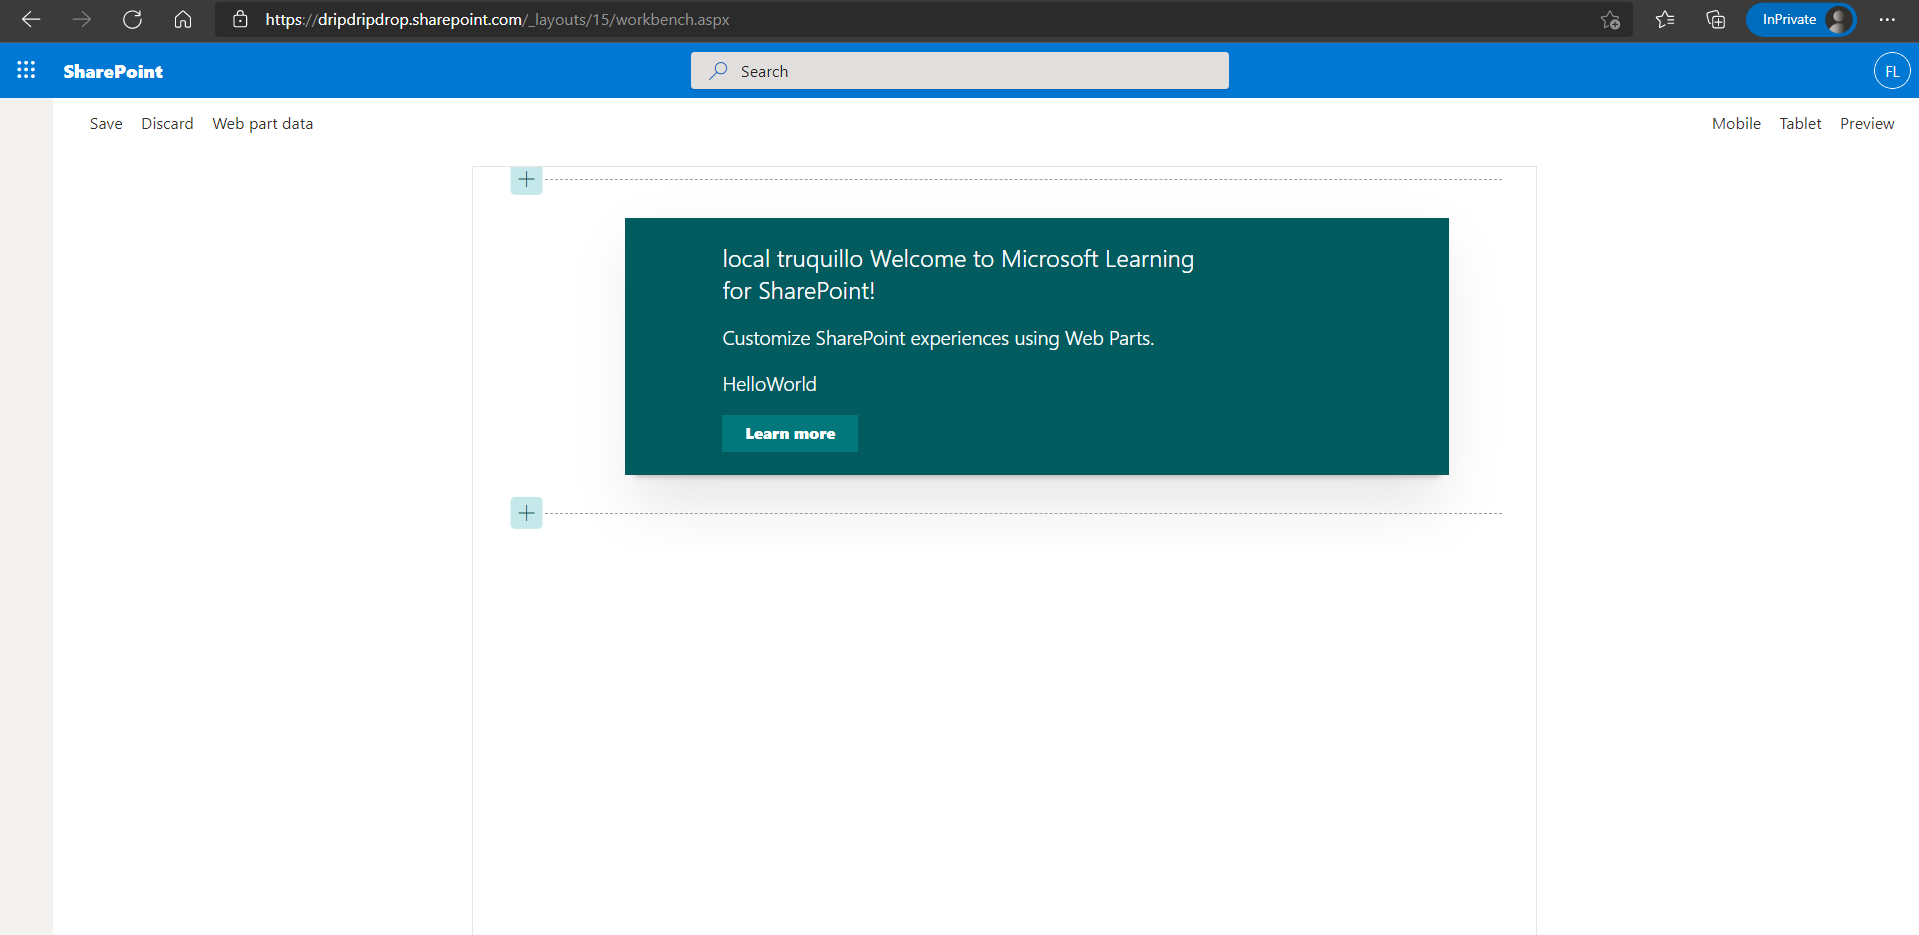 https://dripdripdrop.sharepoint.com/_layouts/15/workbench.aspx
InPrivate
SharePoint
Search
FL
Save Discard Web part data
Mobile Tablet Preview
local truquillo Welcome to Microsoft Learning
for SharePoint!
Customize SharePoint experiences using Web Parts.
HelloWorld
Learn more